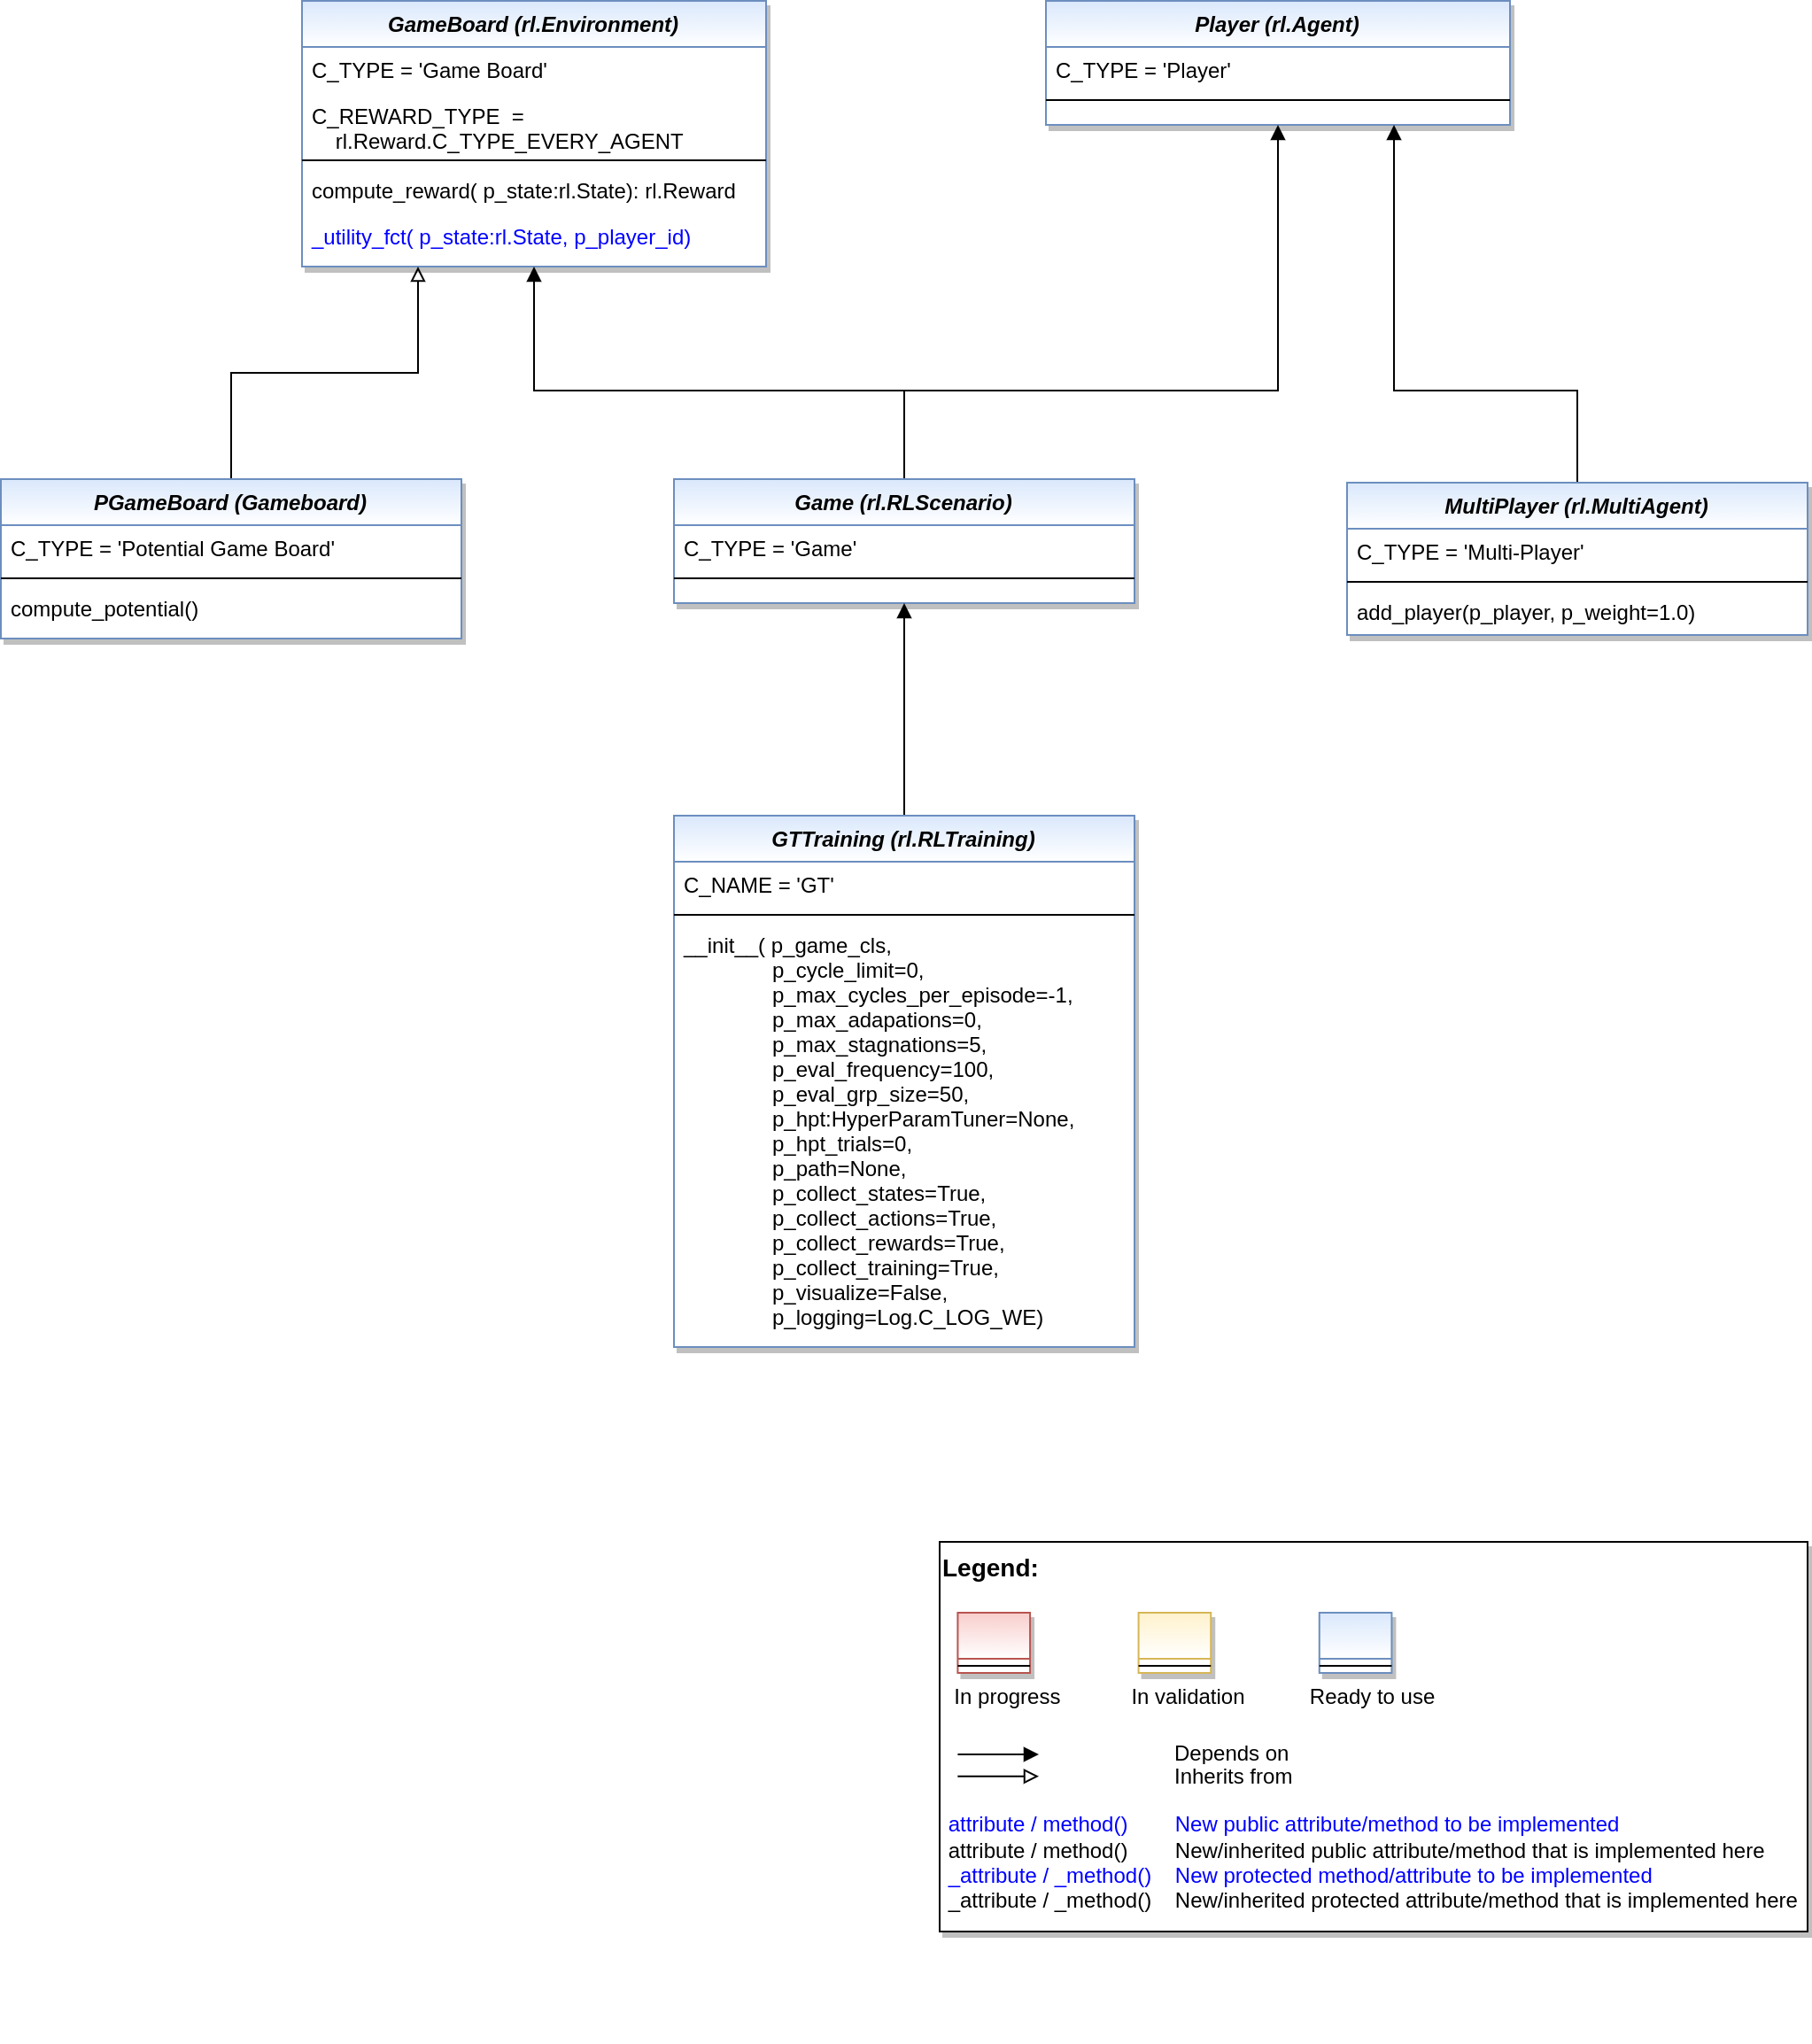 GameBoard (rl.Environment)
C_TYPE = 'Game Board'
C_REWARD_TYPE  =
rl.Reward.C_TYPE_EVERY_AGENT
compute_reward( p_state:rl.State): rl.Reward
_utility_fct( p_state:rl.State, p_player_id)
Player (rl.Agent)
C_TYPE = 'Player'
PGameBoard (Gameboard)
C_TYPE = 'Potential Game Board'
compute_potential()
Game (rl.RLScenario)
C_TYPE = 'Game'
MultiPlayer (rl.MultiAgent)
C_TYPE = 'Multi-Player'
add_player(p_player, p_weight=1.0)
GTTraining (rl.RLTraining)
C_NAME = 'GT'
__init__( p_game_cls,
p_cycle_limit=0,
p_max_cycles_per_episode=-1,
p_max_adapations=0,
p_max_stagnations=5,
p_eval_frequency=100,
p_eval_grp_size=50,
p_hpt:HyperParamTuner=None,
p_hpt_trials=0,
p_path=None,
p_collect_states=True,
p_collect_actions=True,
p_collect_rewards=True,
p_collect_training=True,
p_visualize=False,
p_logging=Log.C_LOG_WE)
Legend:
In progress
In validation
Ready to use
Depends on
Inherits from
attribute / method() New public attribute/method to be implemented
attribute / method() New/inherited public attribute/method that is implemented here
_attribute / _method() New protected method/attribute to be implemented
_attribute / _method() New/inherited protected attribute/method that is implemented here